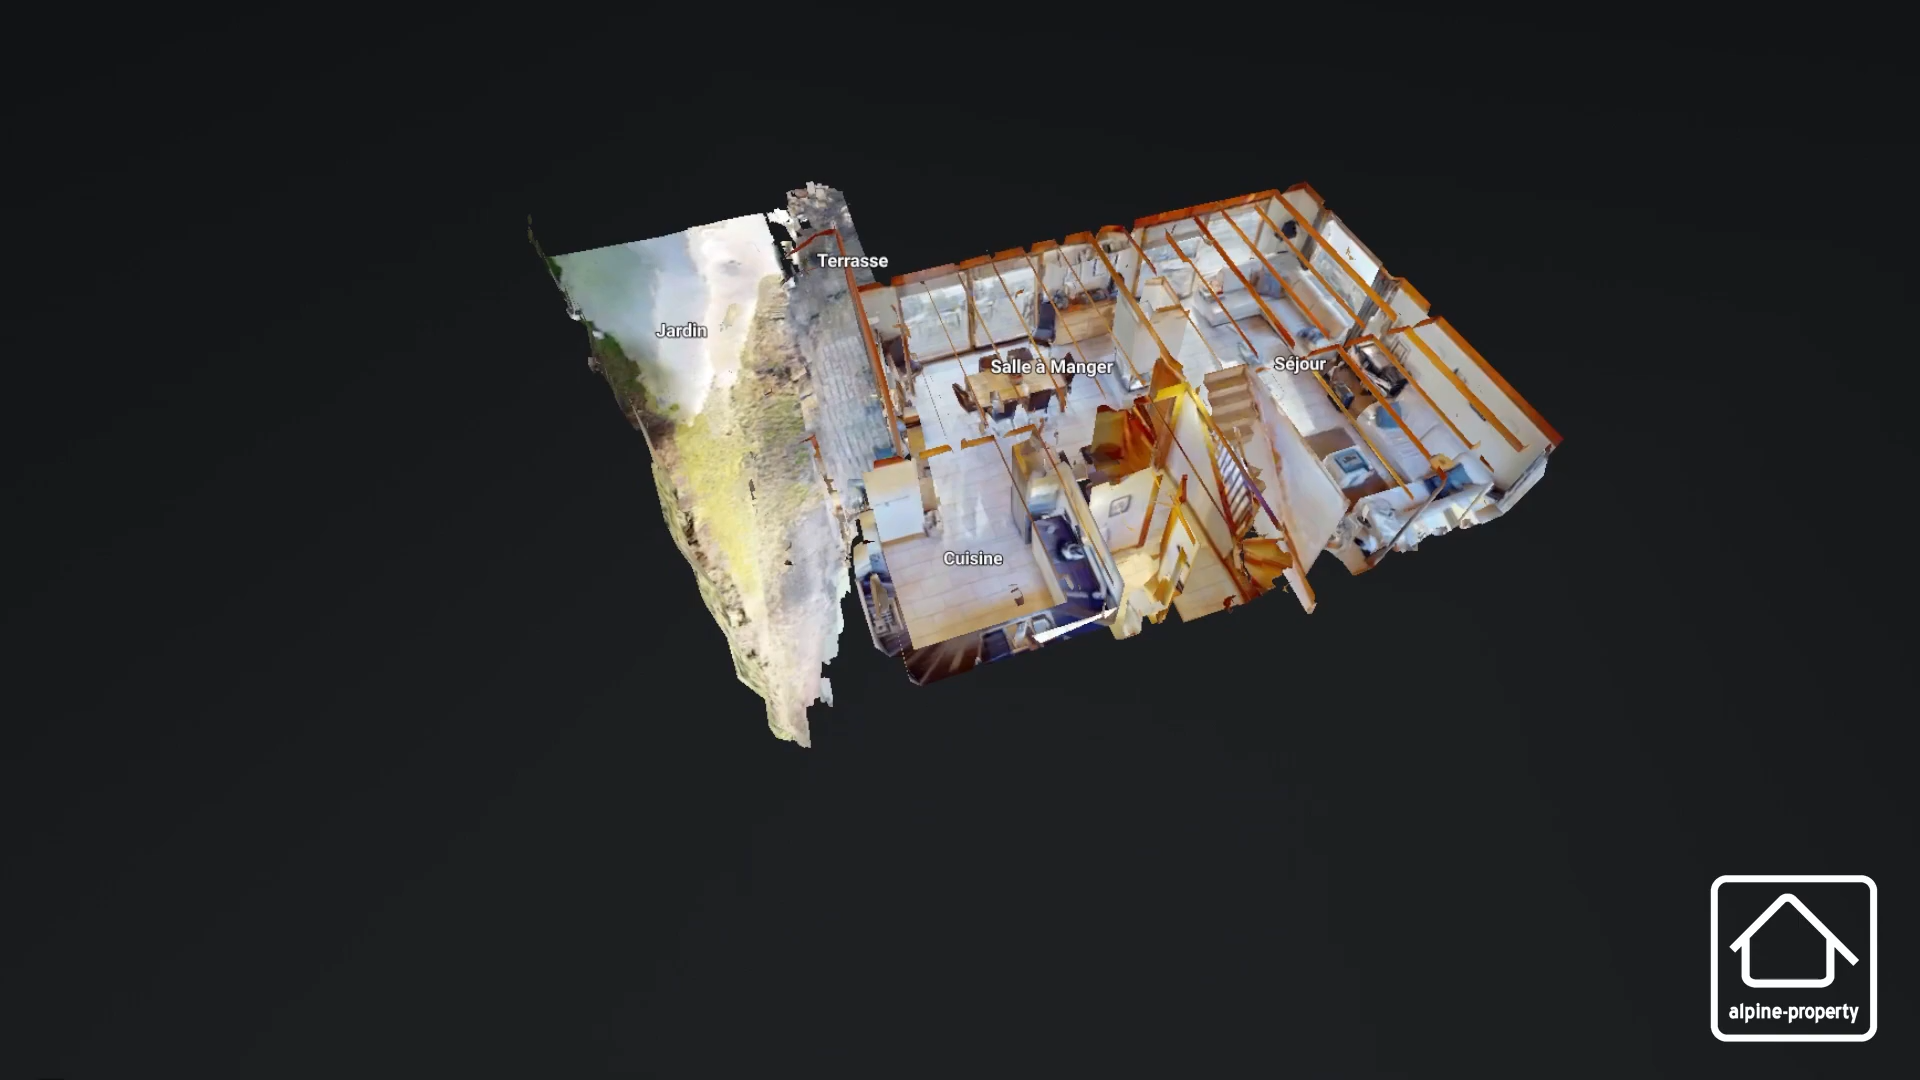 Terrasse
Jardin
Salle à Manger
Séjour
Cuisine
alpine-property